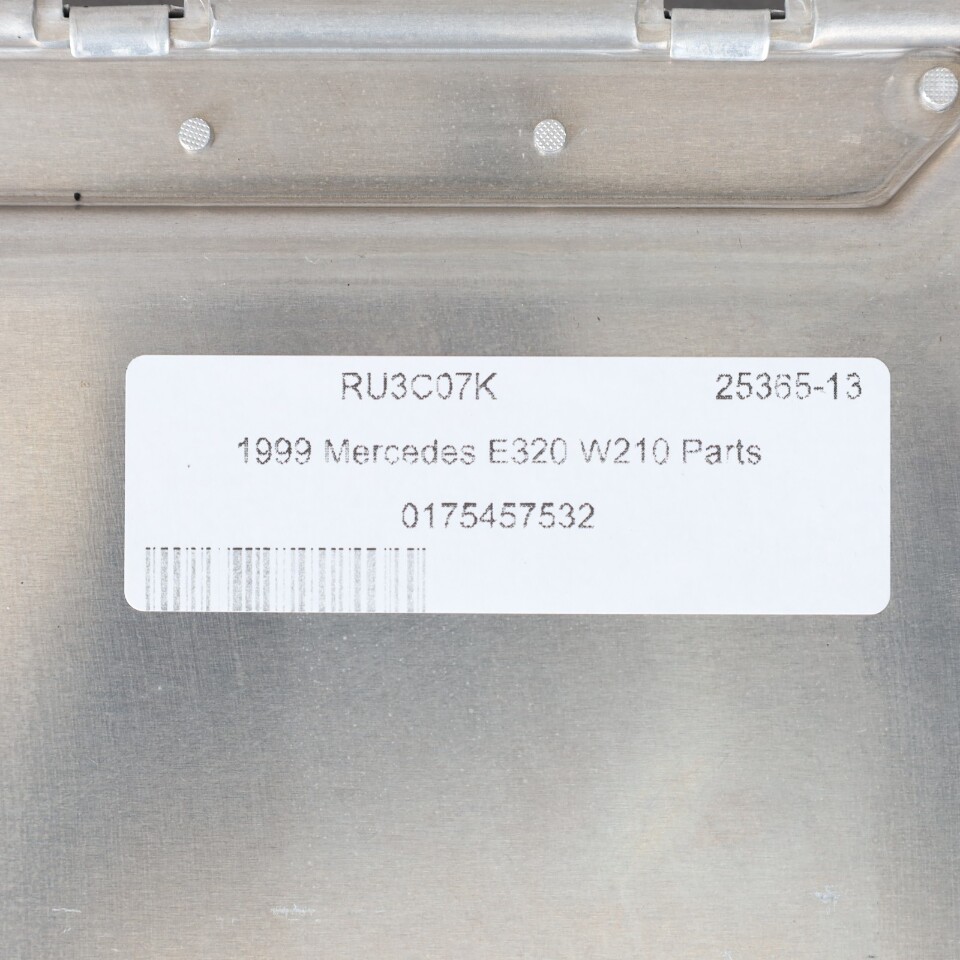 RU3C07K 25365-13
1999 Mercedes E320 W210 Parts
0175457532